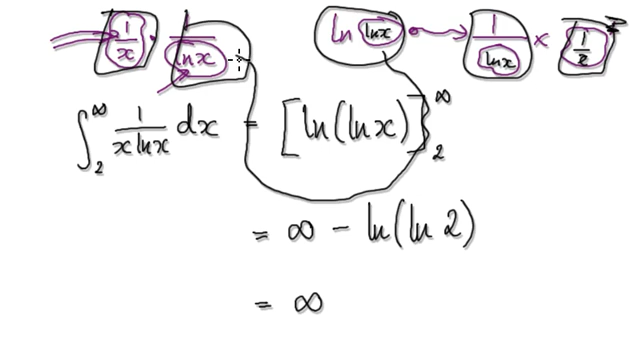 1/x · 1/ln x    ln ln x → 1/ln x × 1/x
∫₂^∞ 1/(x ln x) dx = [ln(ln x)]₂^∞
= ∞ - ln(ln 2)
= ∞